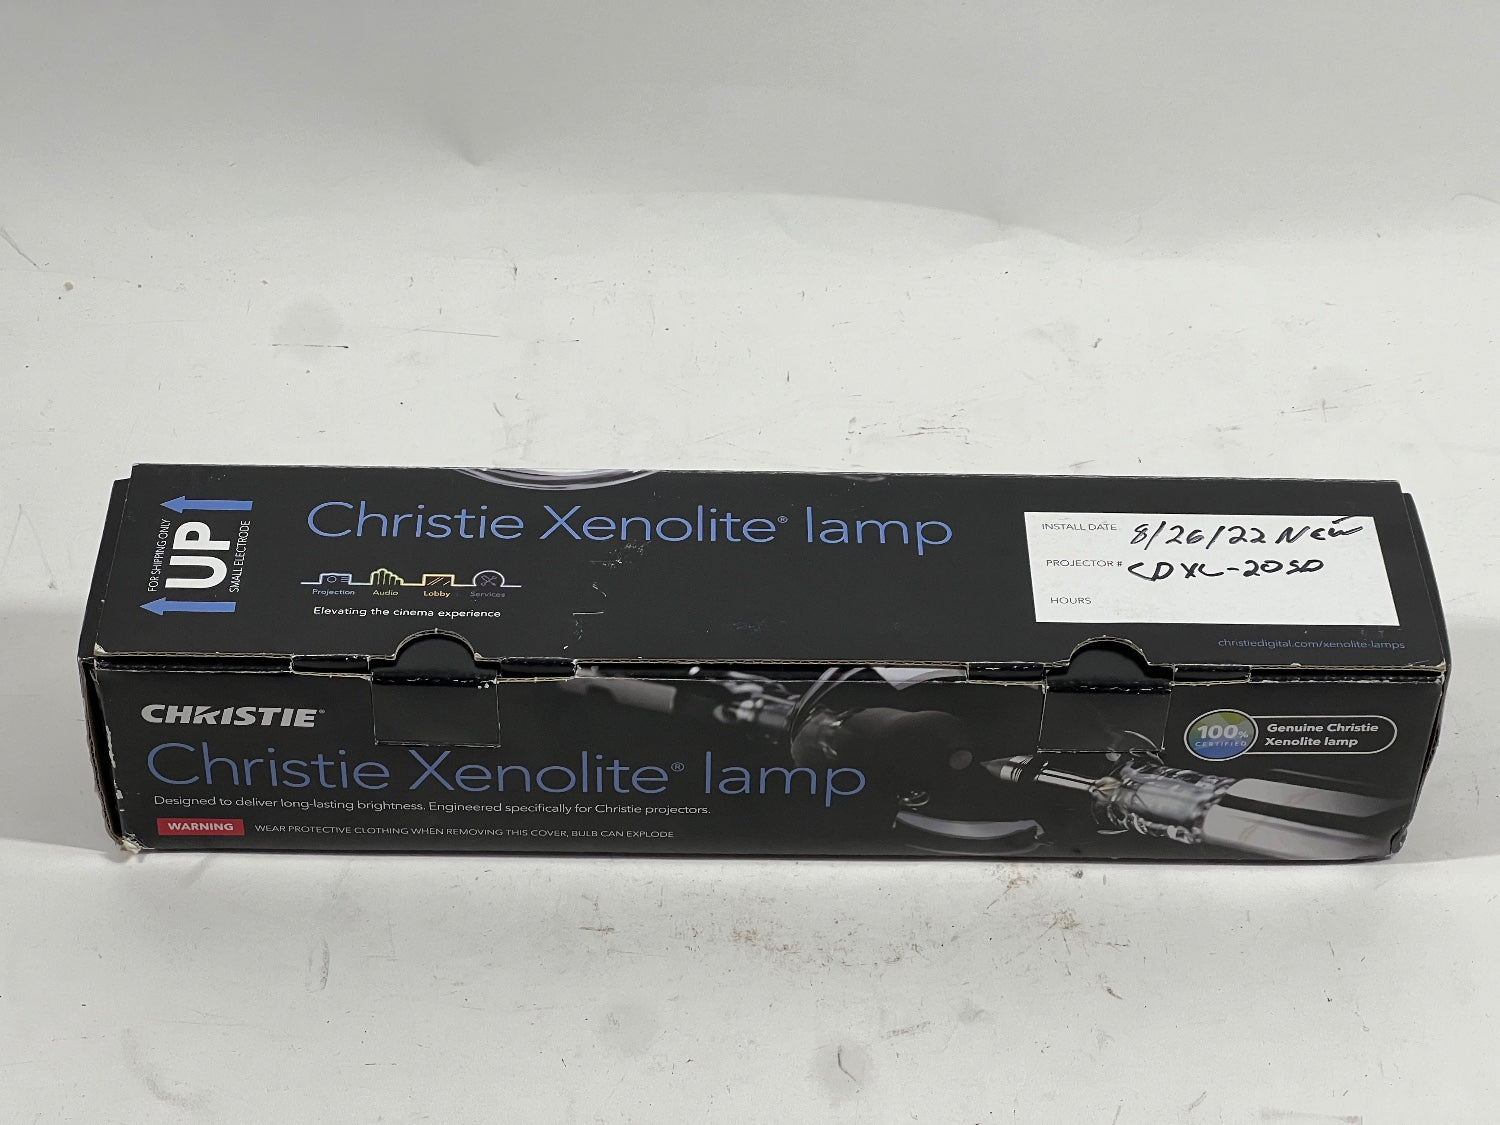 FOR SHIPPING ONLY
UP
SMALL ELECTRODE
Christie Xenolite® lamp
Projection Audio Lobby Services
Elevating the cinema experience
INSTALL DATE 8/26/22 New
PROJECTOR # CDXL-20SD
HOURS
christiedigital.com/xenolite-lamps
CHRISTIE®
Christie Xenolite® lamp
Designed to deliver long-lasting brightness. Engineered specifically for Christie projectors.
WARNING WEAR PROTECTIVE CLOTHING WHEN REMOVING THIS COVER, BULB CAN EXPLODE
100% CERTIFIED
Genuine Christie
Xenolite lamp